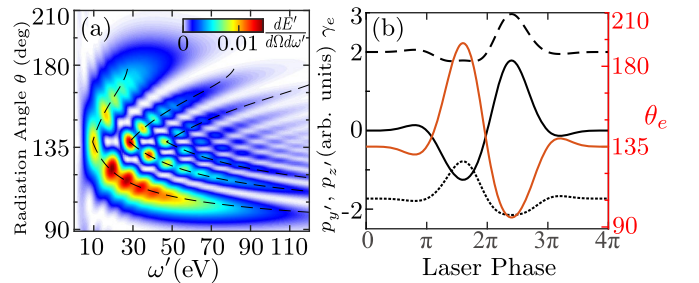 (a)
0 0.01 dE′/dΩdω′
Radiation Angle θ (deg)
210
180
135
90
10 30 50 70 90
ω′(eV)
(b)
p_y′, p_z′ (arb. units) γ_e
3
2
0
-1
2
0 π 2π 3π 4π
Laser Phase
210
180
135
90
θ_e